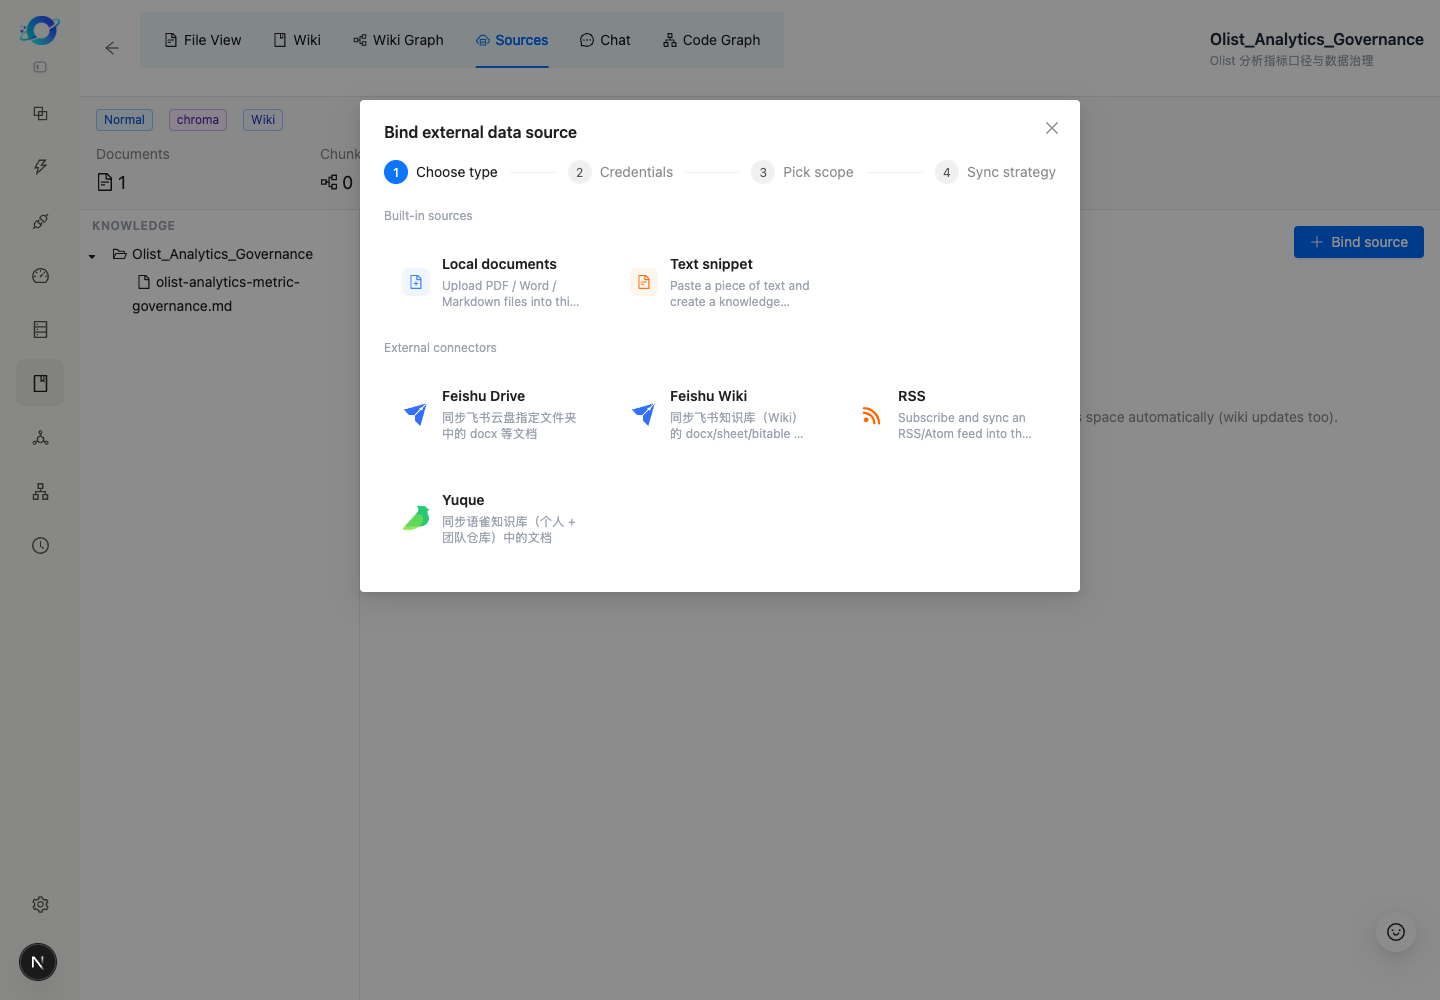 File View
Wiki
Wiki Graph
Sources
Chat
Code Graph
Olist_Analytics_Governance
Olist 分析指标口径与数据治理
Normal
chroma
Wiki
Documents
1
Chunk
0
KNOWLEDGE
Olist_Analytics_Governance
olist-analytics-metric-
governance.md
Bind source
s space automatically (wiki updates too).
Bind external data source
1 Choose type
2 Credentials
3 Pick scope
4 Sync strategy
Built-in sources
Local documents
Upload PDF / Word /
Markdown files into thi...
Text snippet
Paste a piece of text and
create a knowledge...
External connectors
Feishu Drive
同步飞书云盘指定文件夹
中的 docx 等文档
Feishu Wiki
同步飞书知识库（Wiki）
的 docx/sheet/bitable ...
RSS
Subscribe and sync an
RSS/Atom feed into th...
Yuque
同步语雀知识库（个人 +
团队仓库）中的文档
N